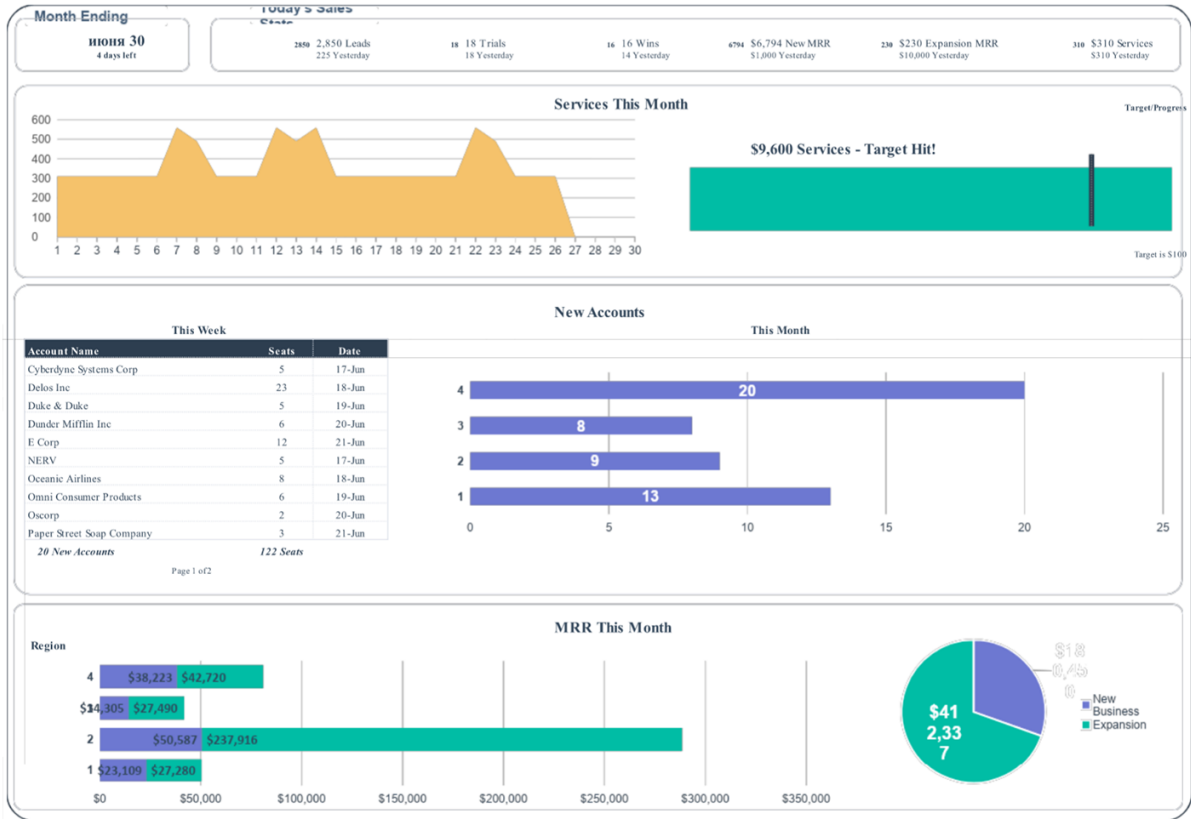 Month Ending
Today's Sales
Stats
июня 30
4 days left
2850 2,850 Leads
225 Yesterday
18 18 Trials
18 Yesterday
16 16 Wins
14 Yesterday
6794 $6,794 New MRR
$1,000 Yesterday
230 $230 Expansion MRR
$10,000 Yesterday
310 $310 Services
$310 Yesterday
Services This Month
Target/Progress
600
500
400
300
200
100
0
1 2 3 4 5 6 7 8 9 10 11 12 13 14 15 16 17 18 19 20 21 22 23 24 25 26 27 28 29 30
$9,600 Services - Target Hit!
Target is $100
New Accounts
This Week
Account Name Seats Date
Cyberdyne Systems Corp 5 17-Jun
Delos Inc 23 18-Jun
Duke & Duke 5 19-Jun
Dunder Mifflin Inc 6 20-Jun
E Corp 12 21-Jun
NERV 5 17-Jun
Oceanic Airlines 8 18-Jun
Omni Consumer Products 6 19-Jun
Oscorp 2 20-Jun
Paper Street Soap Company 3 21-Jun
20 New Accounts 122 Seats
Page 1 of2
This Month
4 20
3 8
2 9
1 13
0 5 10 15 20 25
MRR This Month
Region
4 $38,223 $42,720
$27,490
2 $50,587 $237,916
1 $23,109 $27,280
$0 $50,000 $100,000 $150,000 $200,000 $250,000 $300,000 $350,000
$41
2,33
7
New
Business
Expansion